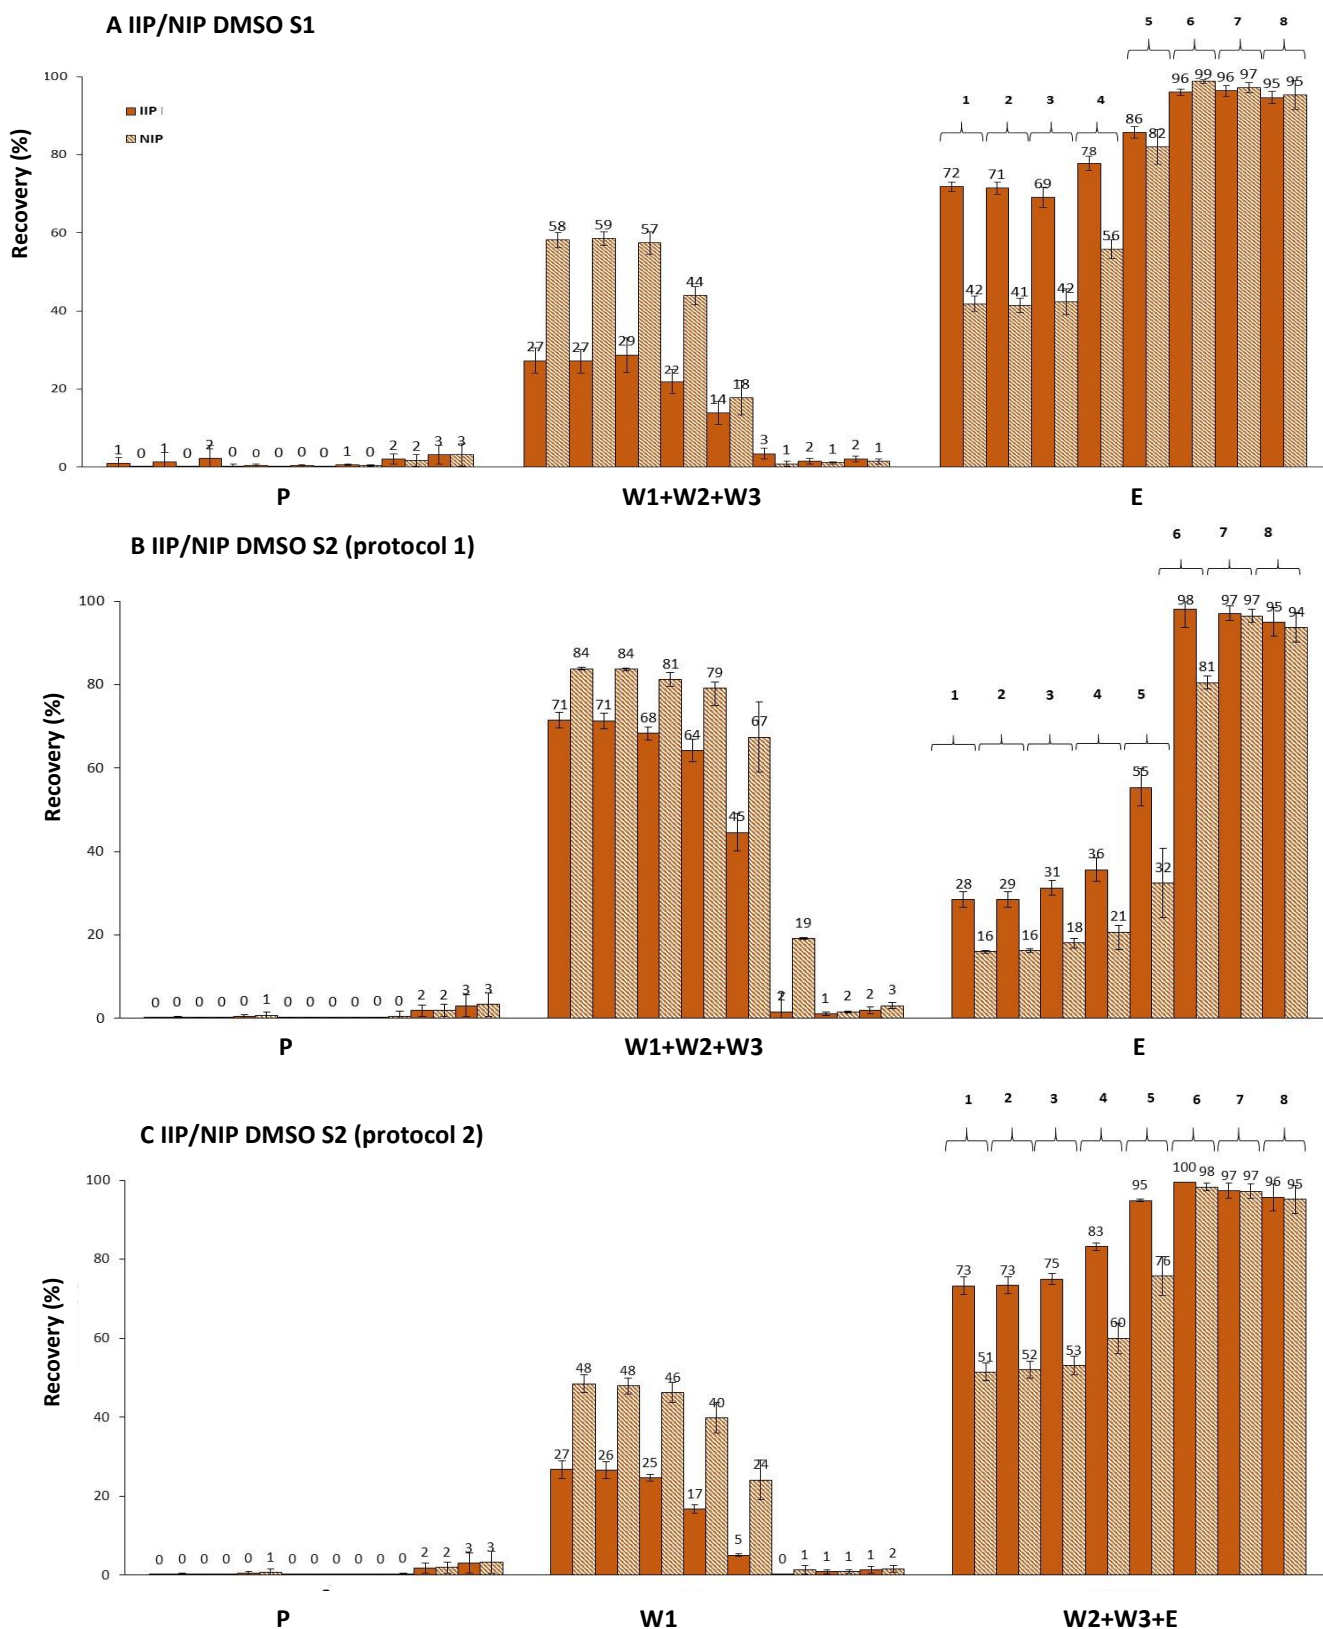 A IIP/NIP DMSO S1
5 6 7 8
1 2 3 4
IIP
NIP
Recovery (%)
100
80
60
40
20
0
1 0 1 0 2 0 0 0 0 0 1 0 2 2 3 3
27 58 27 59 29 57 22 44 14 18 3 1 2 1 2 1
72 42 71 41 69 42 78 56 86 82 96 99 96 97 95 95
P W1+W2+W3 E
B IIP/NIP DMSO S2 (protocol 1)
6 7 8
1 2 3 4 5
Recovery (%)
100
80
60
40
20
0
0 0 0 0 0 1 0 0 0 0 0 0 2 2 3 3
71 84 71 84 68 81 64 79 45 67 2 19 1 2 2 3
28 16 29 16 31 18 36 21 55 32 98 81 97 97 95 94
P W1+W2+W3 E
C IIP/NIP DMSO S2 (protocol 2)
1 2 3 4 5 6 7 8
Recovery (%)
100
80
60
40
20
0
0 0 0 0 0 1 0 0 0 0 0 0 2 2 3 3
27 48 26 48 25 46 17 40 5 24 0 1 1 1 1 2
73 51 73 52 75 53 83 60 95 76 100 98 97 97 96 95
P W1 W2+W3+E